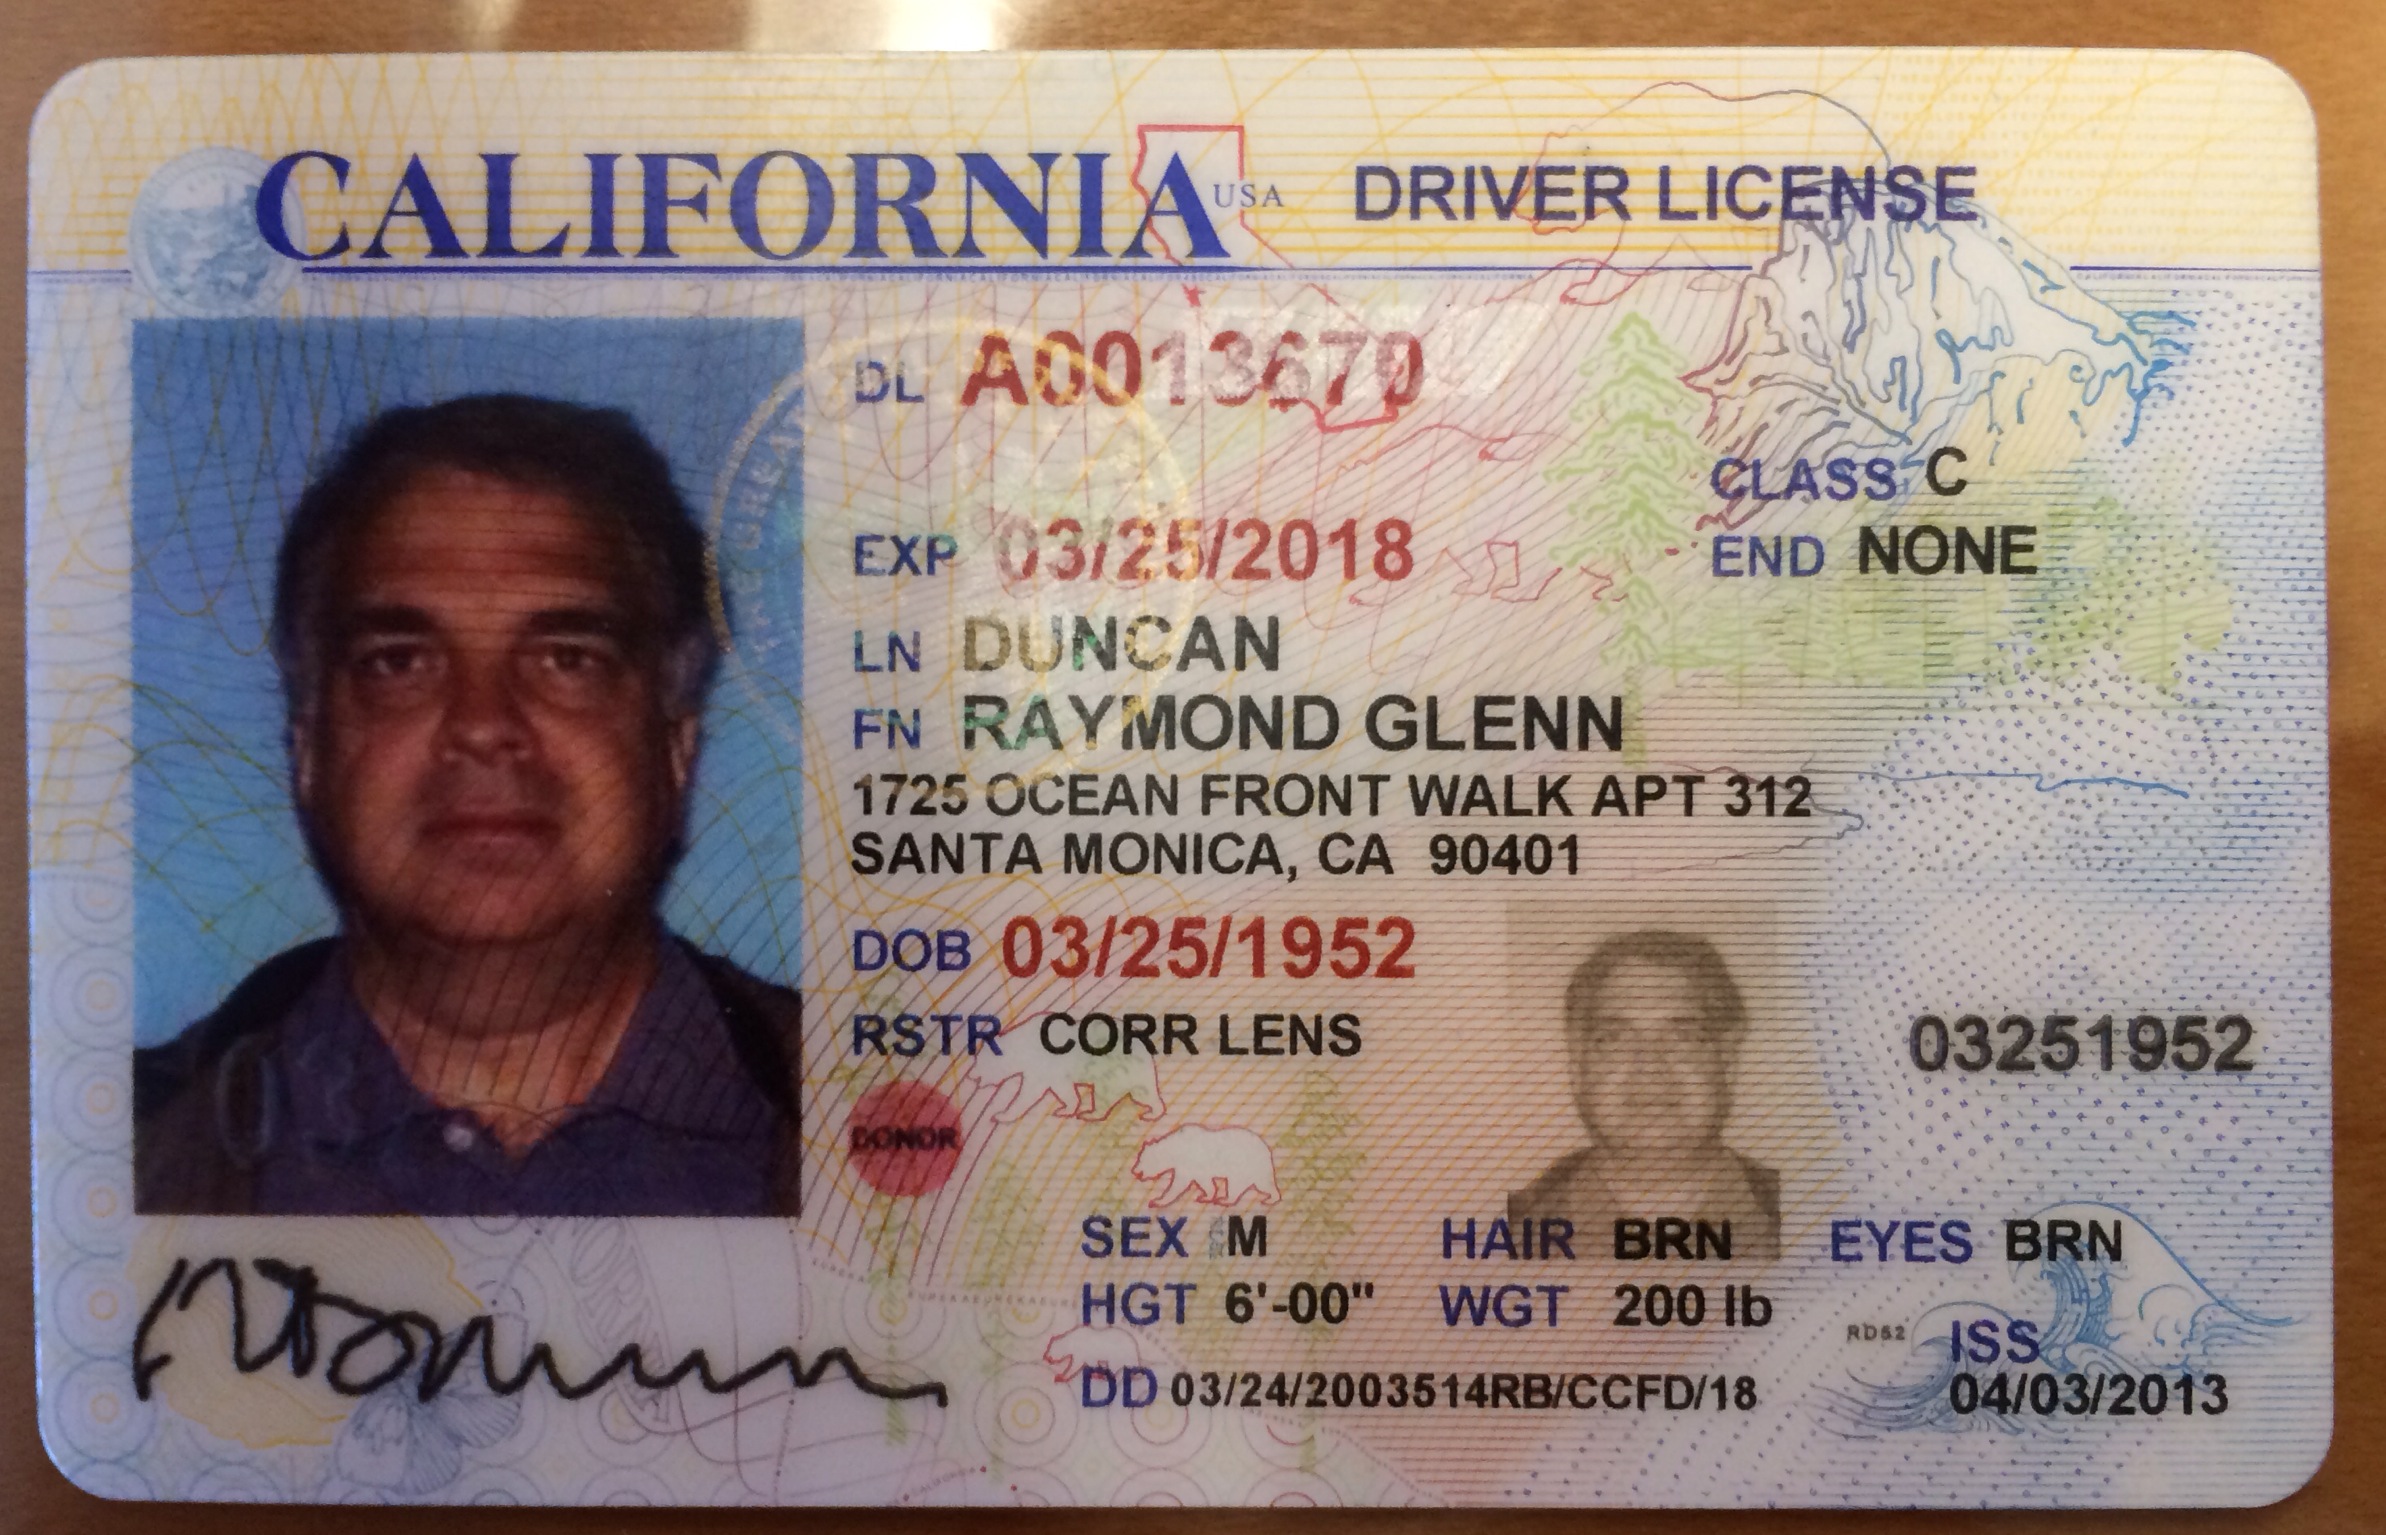 CALIFORNIA USA DRIVER LICENSE
DL A0013670
CLASS C
EXP 03/25/2018
END NONE
LN DUNCAN
FN RAYMOND GLENN
1725 OCEAN FRONT WALK APT 312
SANTA MONICA, CA 90401
DOB 03/25/1952
RSTR CORR LENS
03251952
DONOR
SEX M HAIR BRN EYES BRN
HGT 6'-00" WGT 200 lb
RD52 ISS
DD 03/24/2003514RB/CCFD/18 04/03/2013